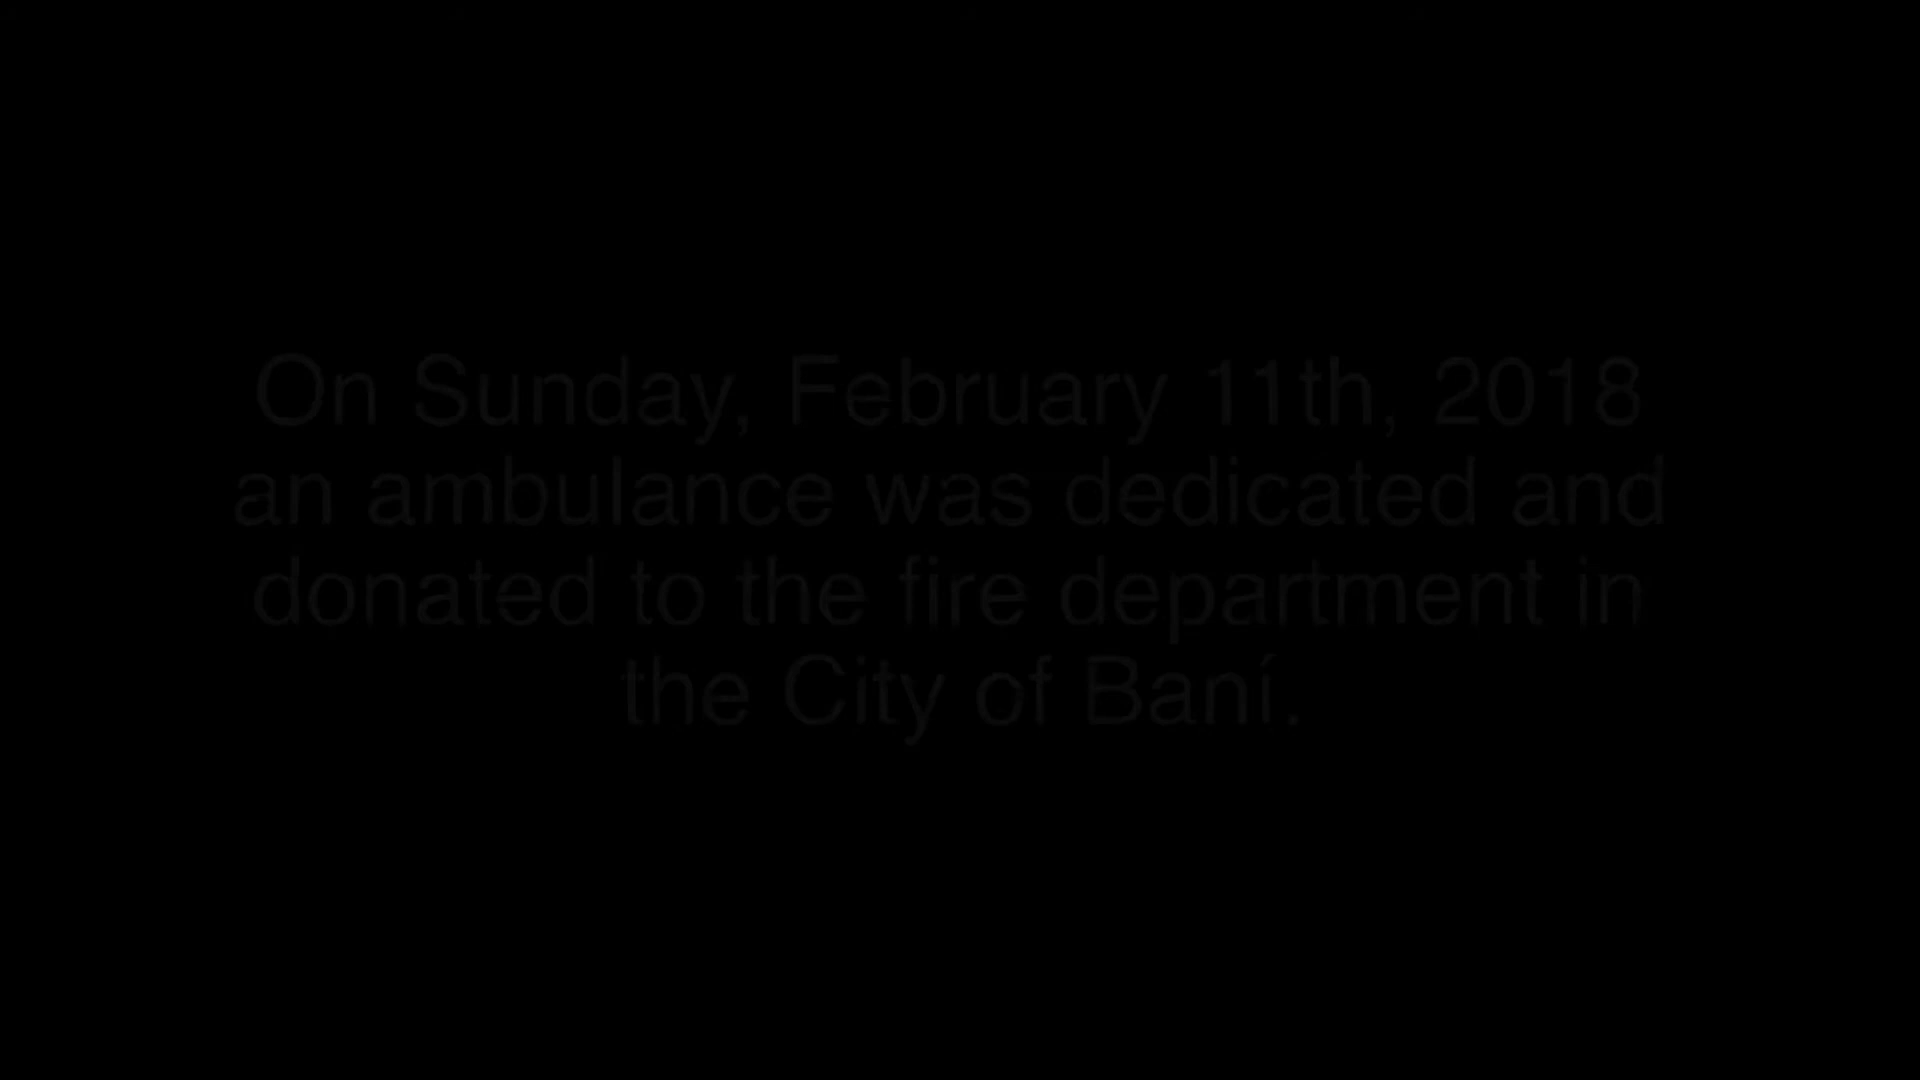 On Sunday, February 11th, 2018
an ambulance was dedicated and
donated to the fire department in
the City of Baní.